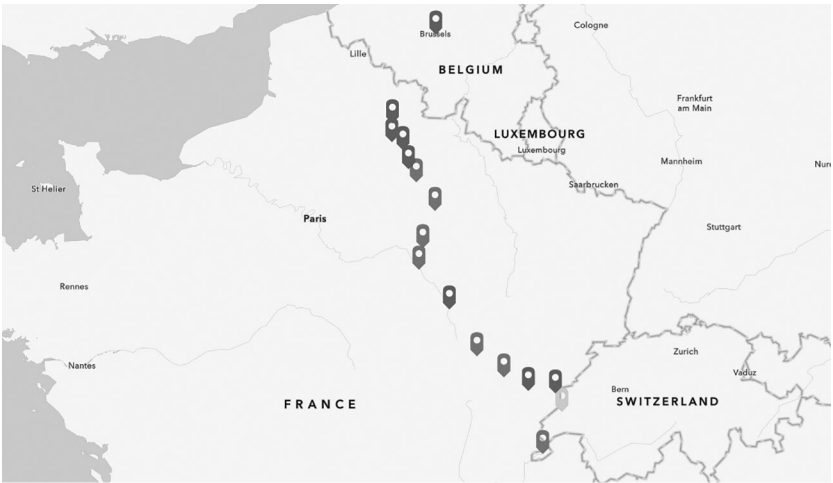 Brussels
Cologne
Lille
BELGIUM
Frankfurt
am Main
LUXEMBOURG
Luxembourg
Mannheim
Nure
Saarbrucken
St Helier
Paris
Stuttgart
Rennes
Zurich
Nantes
Vaduz
Bern
FRANCE
SWITZERLAND